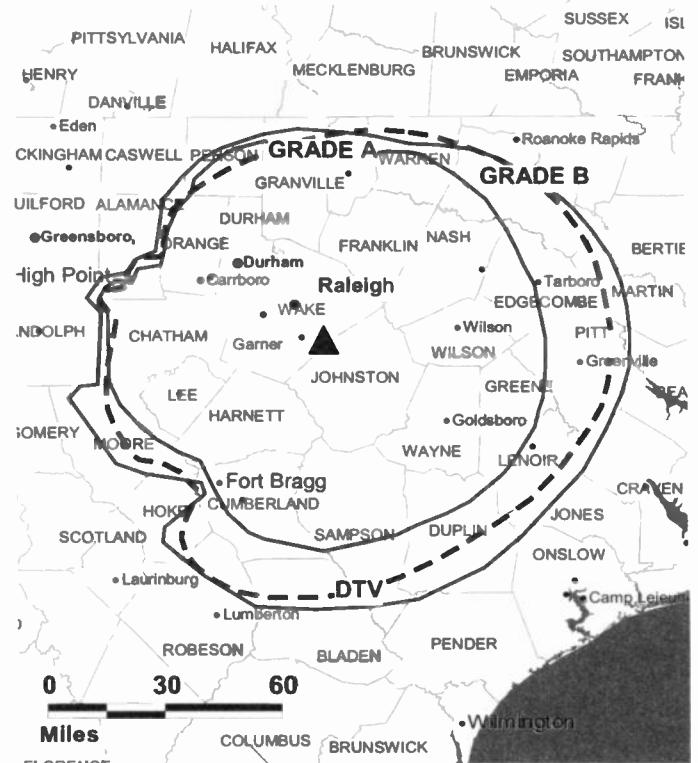 SUSSEX
PITTSYLVANIA
HALIFAX
BRUNSWICK
SOUTHAMPTON
HENRY
MECKLENBURG
EMPORIA
DANVILLE
Eden
Roanoke Rapids
CKINGHAM CASWELL PERSON
GRADE A
WARREN
GRANVILLE
GRADE B
UILFORD ALAMANCE
DURHAM
Greensboro
ORANGE
FRANKLIN
NASH
BERTIE
High Point
Durham
Carrboro
Raleigh
Tarboro
MARTIN
EDGECOMBE
WAKE
NDOLPH
CHATHAM
Garner
Wilson
PITT
WILSON
Greenville
JOHNSTON
LEE
GREENE
HARNETT
Goldsboro
GOMERY
MOORE
WAYNE
LENOIR
Fort Bragg
CRAVEN
HOKE
CUMBERLAND
SCOTLAND
SAMPSON
DUPLIN
JONES
ONSLOW
Laurinburg
DTV
Camp Lejeun
Lumberton
ROBESON
BLADEN
PENDER
0 30 60
Miles
Wilmington
COLUMBUS
BRUNSWICK